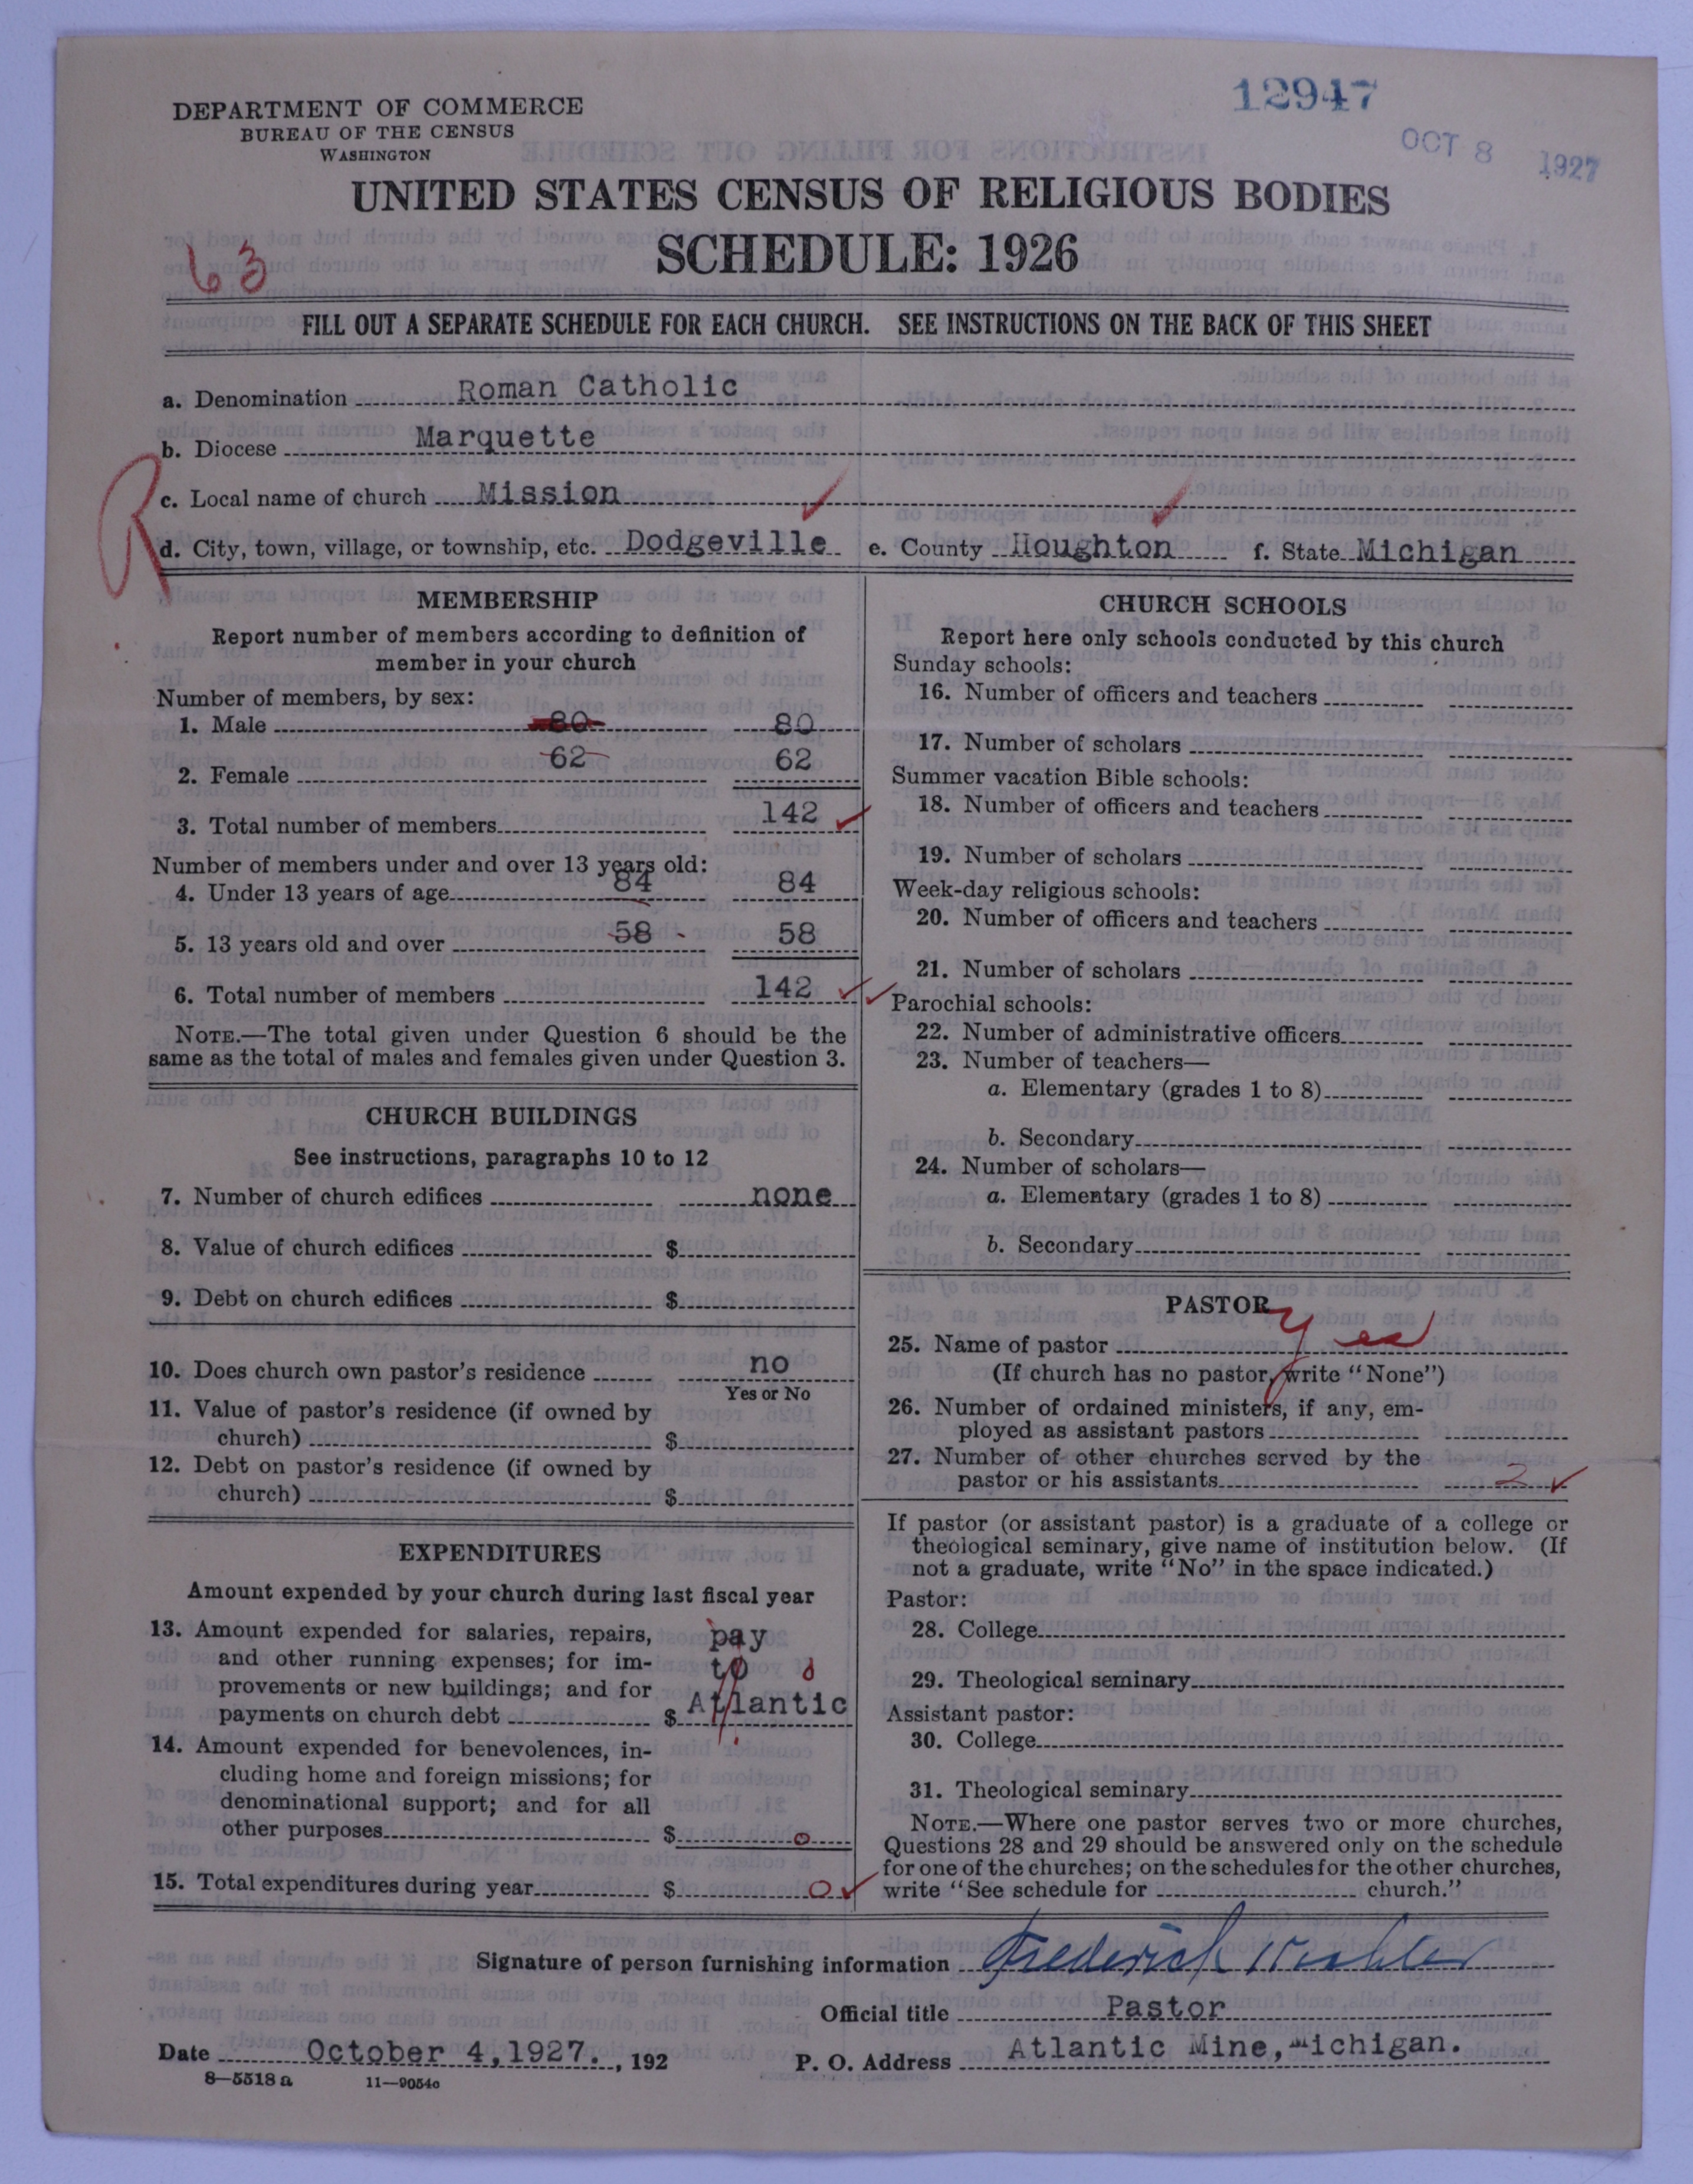 12947
OCT 8 1927
DEPARTMENT OF COMMERCE
BUREAU OF THE CENSUS
WASHINGTON
UNITED STATES CENSUS OF RELIGIOUS BODIES
SCHEDULE: 1926
63
FILL OUT A SEPARATE SCHEDULE FOR EACH CHURCH. SEE INSTRUCTIONS ON THE BACK OF THIS SHEET
a. Denomination Roman Catholic
b. Diocese Marquette
R
c. Local name of church Mission
d. City, town, village, or township, etc. Dodgeville e. County Houghton f. State Michigan
MEMBERSHIP
Report number of members according to definition of
member in your church
Number of members, by sex:
1. Male 80 80
2. Female 62 62
3. Total number of members 142
Number of members under and over 13 years old:
4. Under 13 years of age 84 84
5. 13 years old and over 58 58
6. Total number of members 142
NOTE.—The total given under Question 6 should be the
same as the total of males and females given under Question 3.
CHURCH BUILDINGS
See instructions, paragraphs 10 to 12
7. Number of church edifices none
8. Value of church edifices $
9. Debt on church edifices $
10. Does church own pastor's residence no
Yes or No
11. Value of pastor's residence (if owned by
church) $
12. Debt on pastor's residence (if owned by
church) $
EXPENDITURES
Amount expended by your church during last fiscal year
13. Amount expended for salaries, repairs, pay
and other running expenses; for im- to
provements or new buildings; and for
payments on church debt $ Atlantic
14. Amount expended for benevolences, in-
cluding home and foreign missions; for
denominational support; and for all
other purposes $ 0
15. Total expenditures during year $ 0
CHURCH SCHOOLS
Report here only schools conducted by this church
Sunday schools:
16. Number of officers and teachers
17. Number of scholars
Summer vacation Bible schools:
18. Number of officers and teachers
19. Number of scholars
Week-day religious schools:
20. Number of officers and teachers
21. Number of scholars
Parochial schools:
22. Number of administrative officers
23. Number of teachers—
a. Elementary (grades 1 to 8)
b. Secondary
24. Number of scholars—
a. Elementary (grades 1 to 8)
b. Secondary
PASTOR
25. Name of pastor Yes
(If church has no pastor, write "None")
26. Number of ordained ministers, if any, em-
ployed as assistant pastors
27. Number of other churches served by the
pastor or his assistants 2
If pastor (or assistant pastor) is a graduate of a college or
theological seminary, give name of institution below. (If
not a graduate, write "No" in the space indicated.)
Pastor:
28. College
29. Theological seminary
Assistant pastor:
30. College
31. Theological seminary
NOTE.—Where one pastor serves two or more churches,
Questions 28 and 29 should be answered only on the schedule
for one of the churches; on the schedules for the other churches,
write "See schedule for church."
Signature of person furnishing information Frederick
Official title Pastor
Date October 4,1927. , 192 P. O. Address Atlantic Mine, Michigan.
8—5518 a 11—9054c